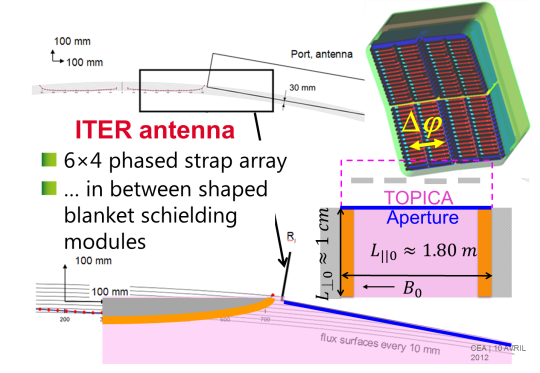 100 mm
100 mm
Port, antenna
30 mm
ITER antenna
6×4 phased strap array
... in between shaped
blanket schielding
modules
Δφ
TOPICA
Aperture
L⊥0 ≈ 1 cm
L||0 ≈ 1.80 m
B0
R
100 mm
100 mm
200
700
flux surfaces every 10 mm
CEA | 10 AVRIL
2012